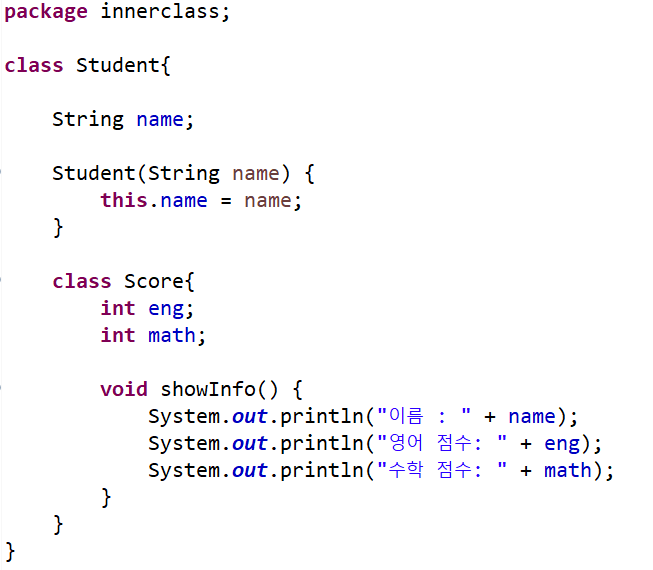 package innerclass;
class Student{
String name;
Student(String name) {
this.name = name;
}
class Score{
int eng;
int math;
void showInfo() {
System.out.println("이름 : " + name);
System.out.println("영어 점수: " + eng);
System.out.println("수학 점수: " + math);
}
}
}